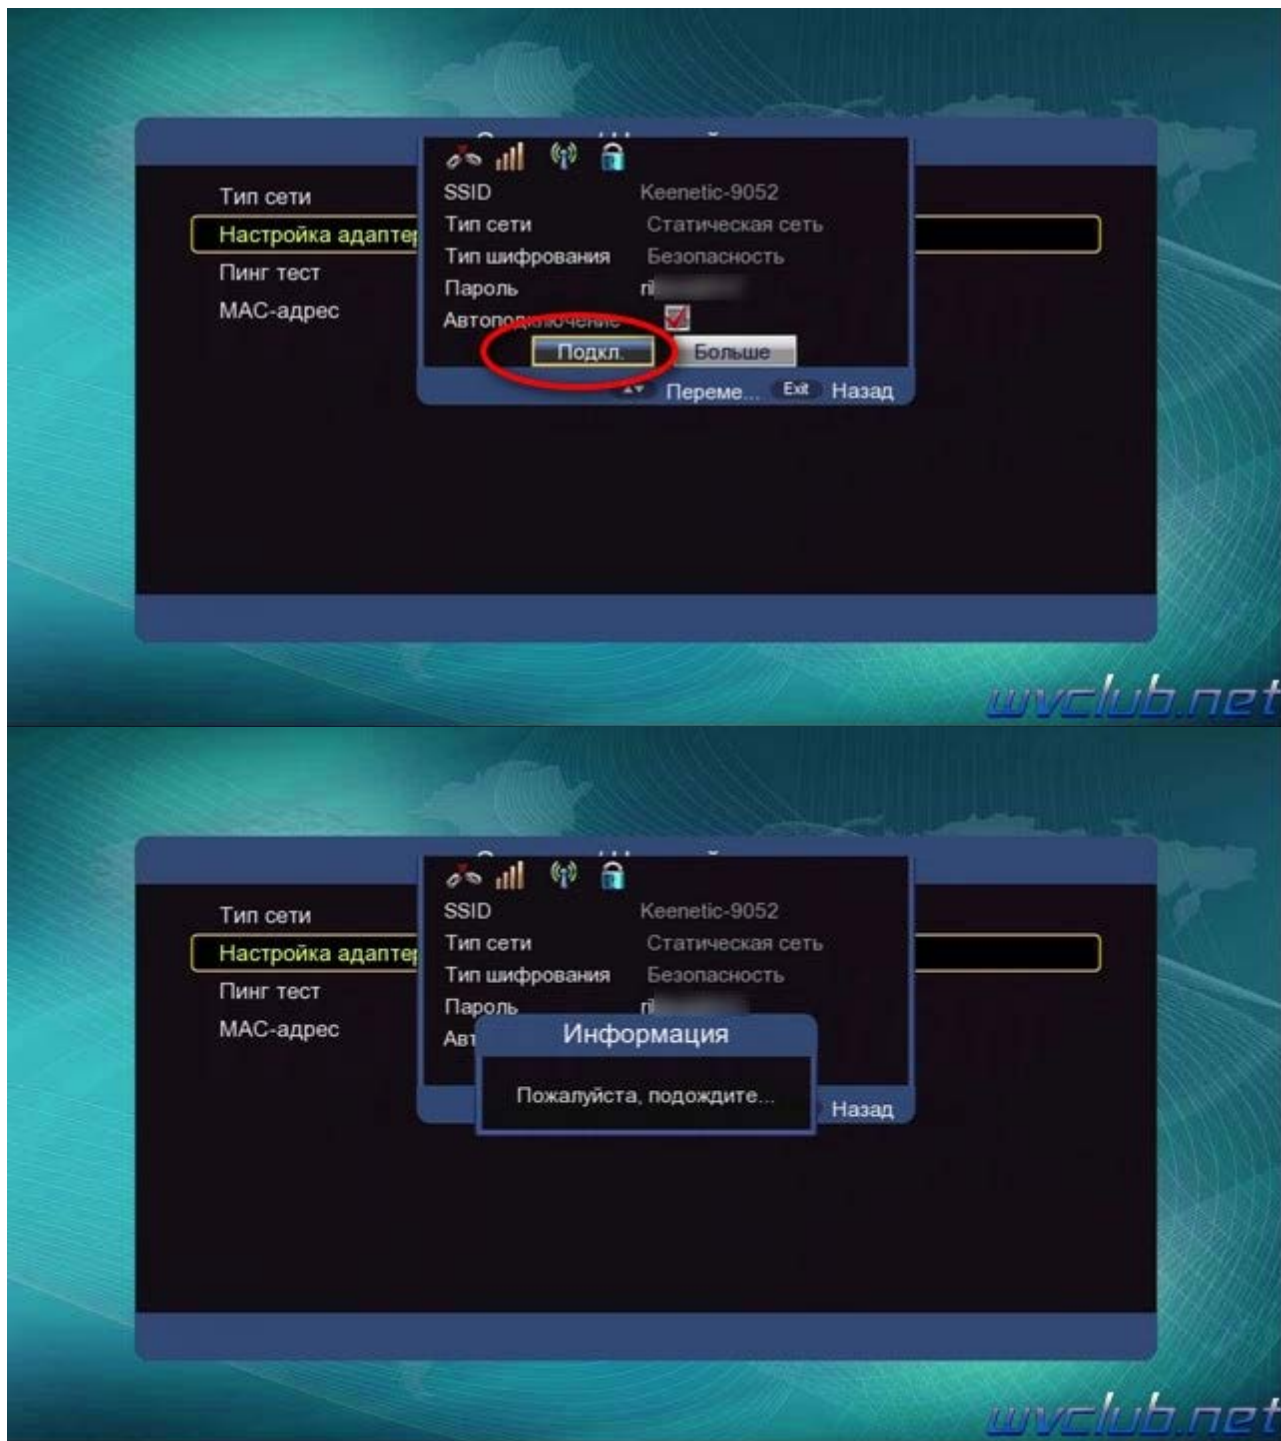 Тип сети
Настройка адаптер
Пинг тест
MAC-адрес
SSID Keenetic-9052
Тип сети Статическая сеть
Тип шифрования Безопасность
Пароль
Автоподключение
Подкл. Больше
Переме... Exit Назад
wvclub.net
Тип сети
Настройка адаптер
Пинг тест
MAC-адрес
SSID Keenetic-9052
Тип сети Статическая сеть
Тип шифрования Безопасность
Пароль
Авт
Информация
Пожалуйста, подождите...
Назад
wvclub.net